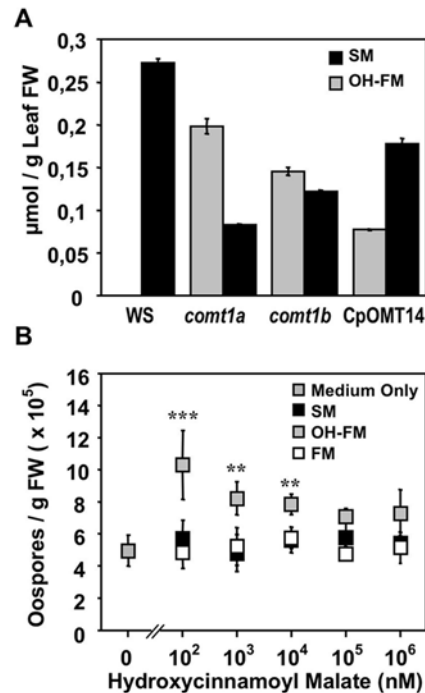 A
0,3
0,25
0,2
0,15
0,1
0,05
0
µmol / g Leaf FW
SM
OH-FM
WS comt1a comt1b CpOMT14
B
16
14
12
10
8
6
4
2
0
Oospores / g FW ( x 10⁵)
Medium Only
SM
OH-FM
FM
***
**
**
0 10² 10³ 10⁴ 10⁵ 10⁶
Hydroxycinnamoyl Malate (nM)